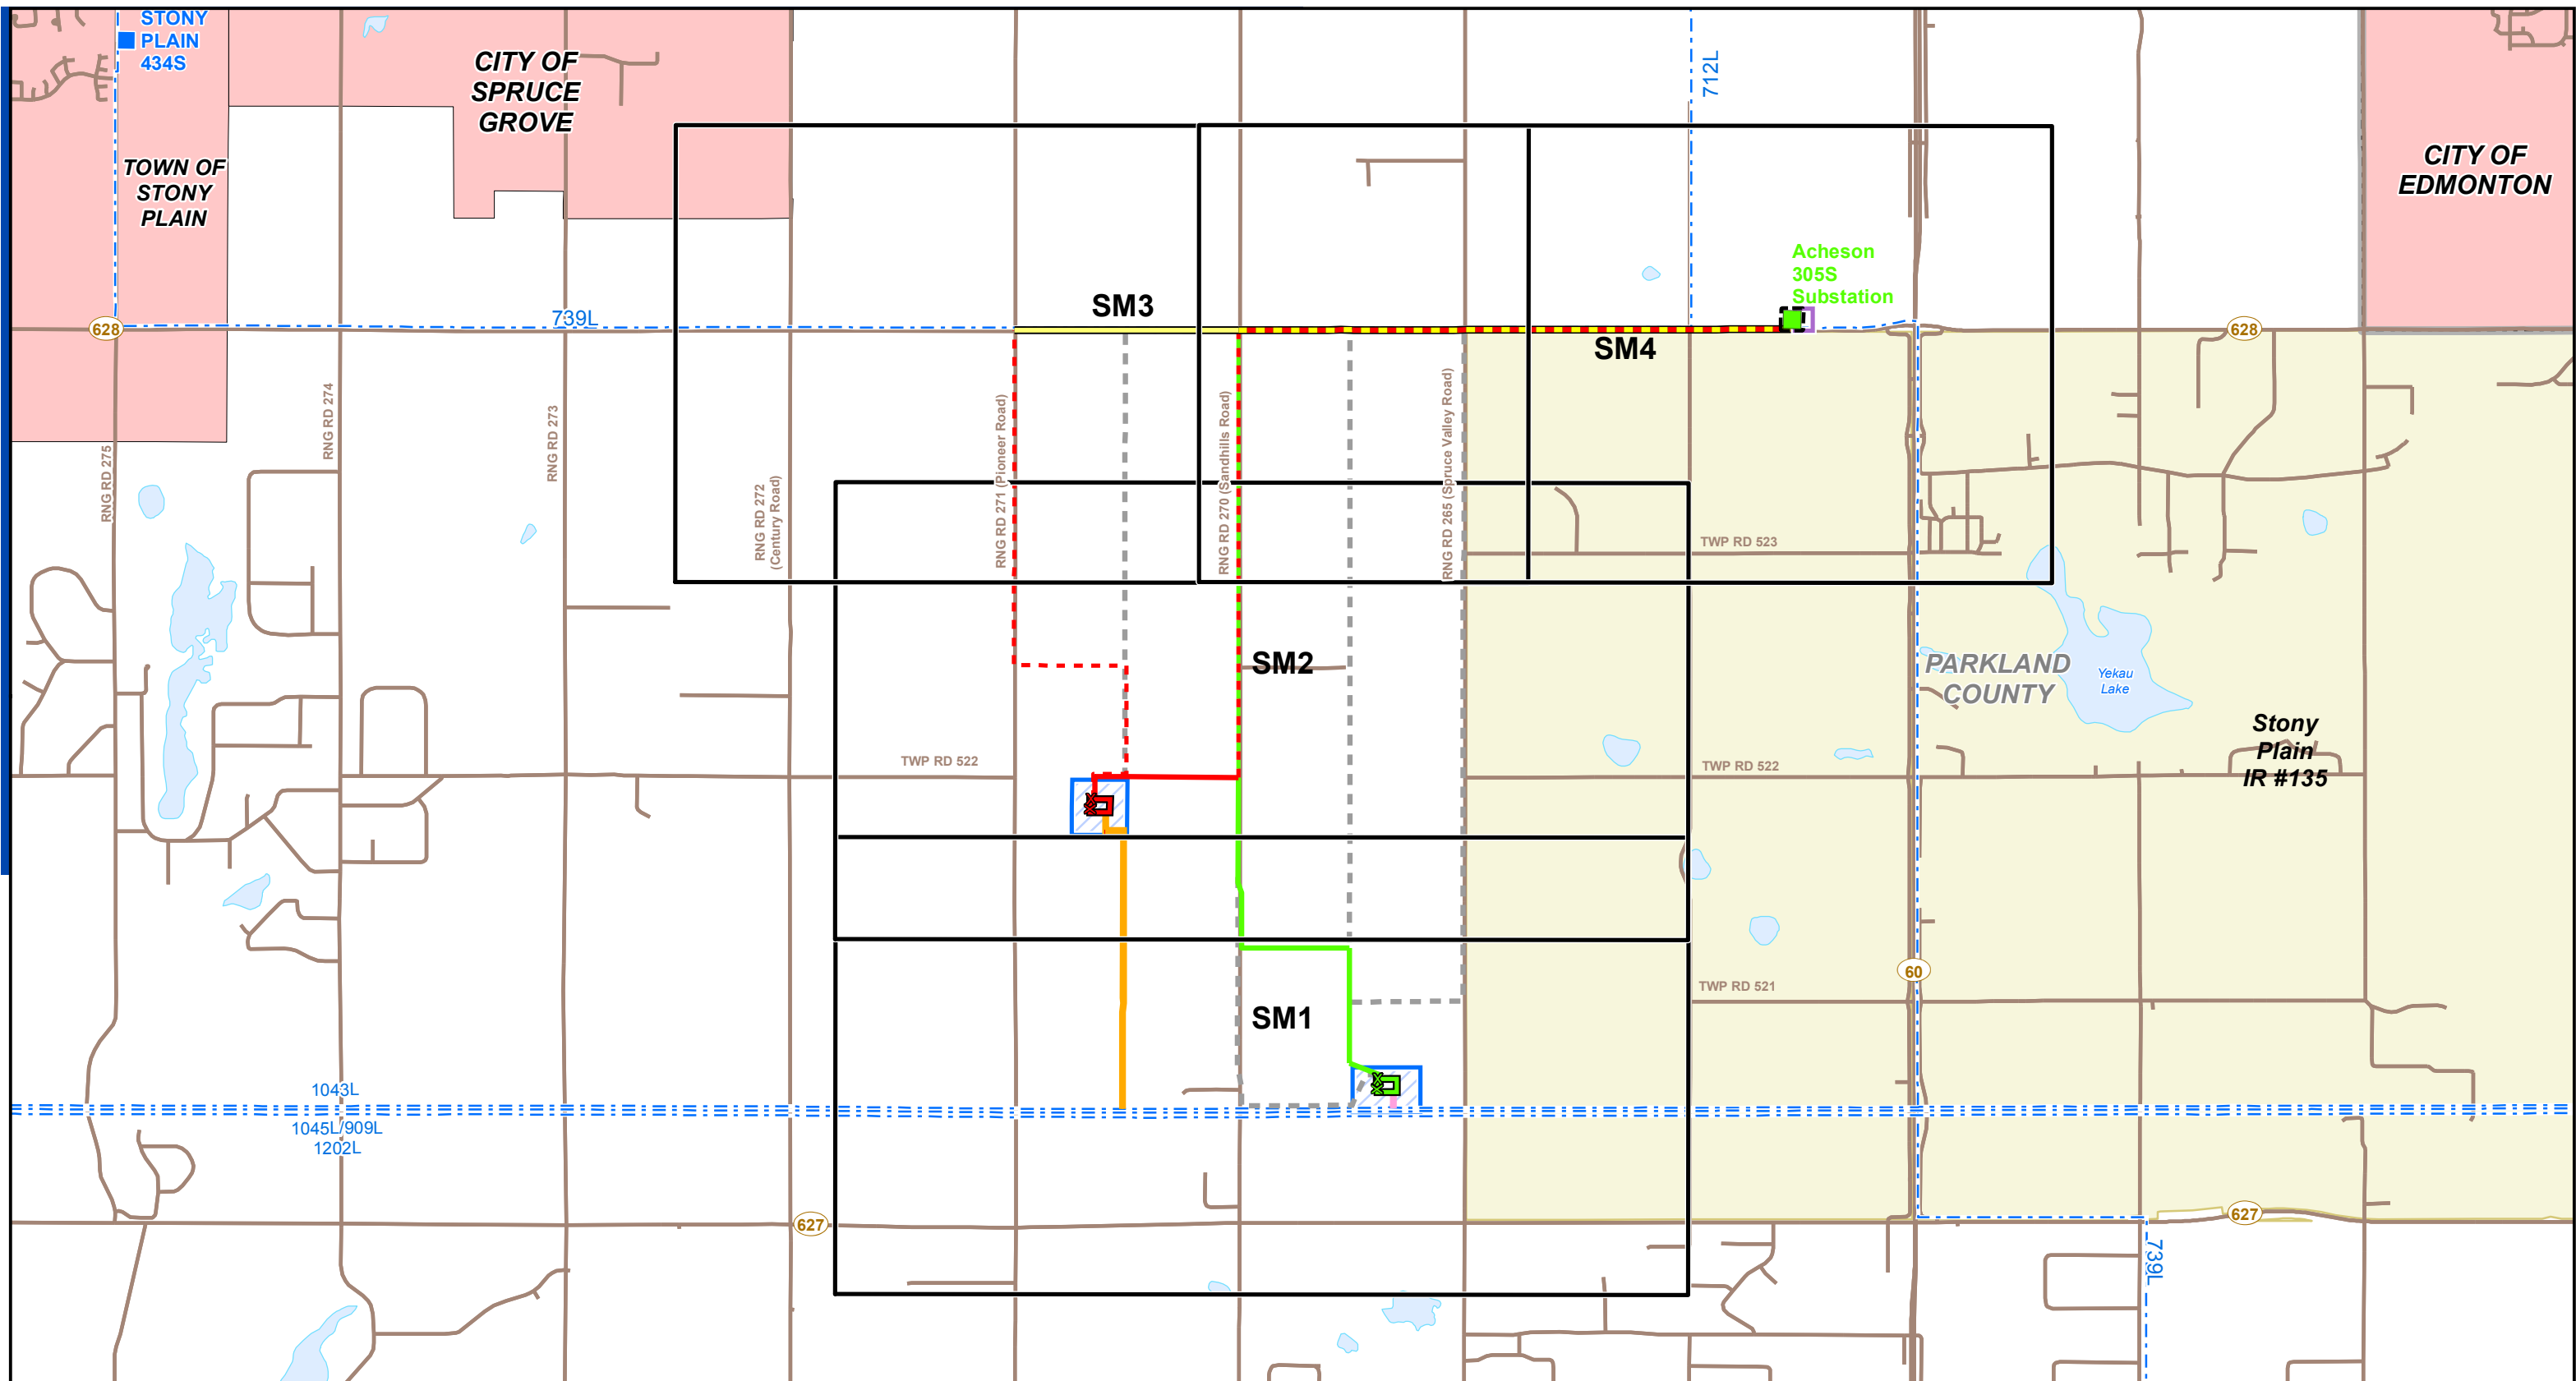 STONY
PLAIN
434S
CITY OF
SPRUCE
GROVE
TOWN OF
STONY
PLAIN
712L
CITY OF
EDMONTON
Acheson
305S
Substation
SM3
739L
628
SM4
628
RNG RD 275
RNG RD 274
RNG RD 273
RNG RD 272
(Century Road)
RNG RD 271 (Pioneer Road)
RNG RD 270 (Sandhills Road)
RNG RD 265 (Spruce Valley Road)
TWP RD 523
SM2
PARKLAND
COUNTY
Yekau
Lake
Stony
Plain
IR #135
TWP RD 522
TWP RD 522
60
TWP RD 521
SM1
1043L
1045L/909L
1202L
627
627
739L